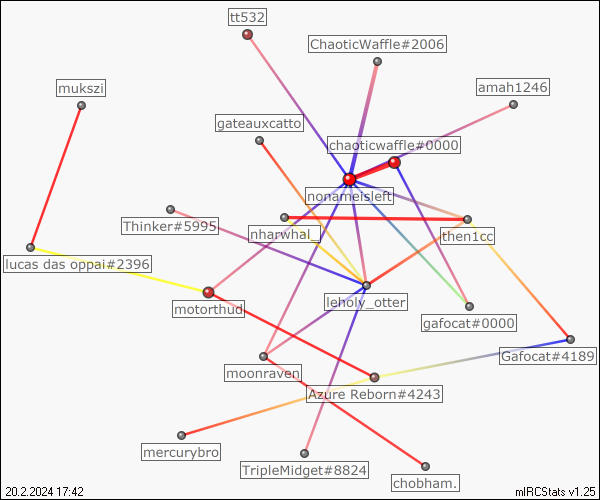 tt532
ChaoticWaffle#2006
mukszi
amah1246
gateauxcatto
chaoticwaffle#0000
nonameisleft
Thinker#5995
nharwhal_
then1cc
lucas das oppai#2396
leholy_otter
motorthud
gafocat#0000
Gafocat#4189
moonraven
Azure Reborn#4243
mercurybro
TripleMidget#8824
chobham.
20.2.2024 17:42
mIRCStats v1.25